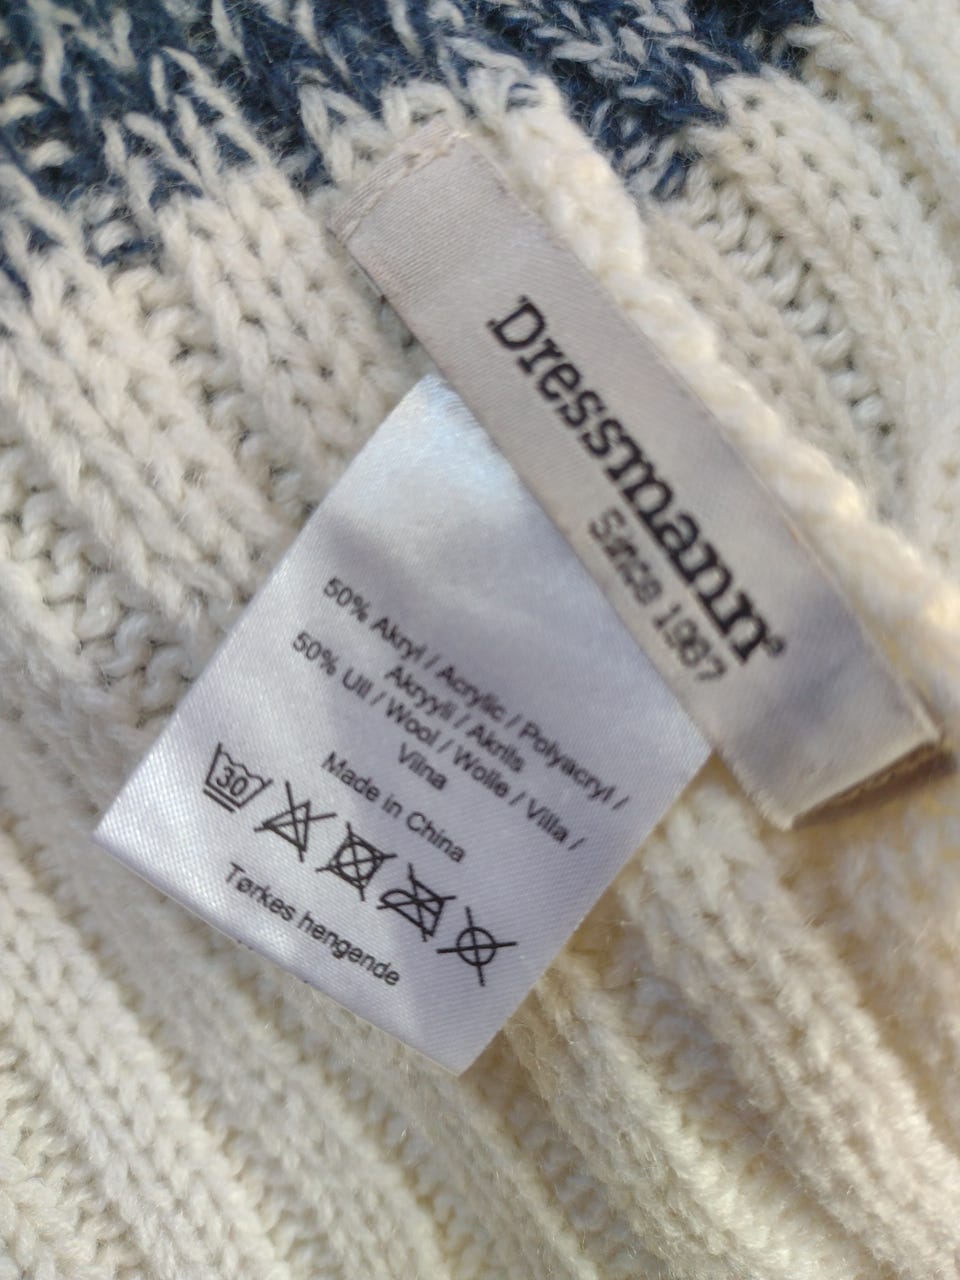 Dressmann®
Since 1987
50% Akryl / Acrylic / Polyacryl /
Akryyli / Akrils
50% Ull / Wool / Wolle / Villa /
Vilna
Made in China
30
Tørkes hengende